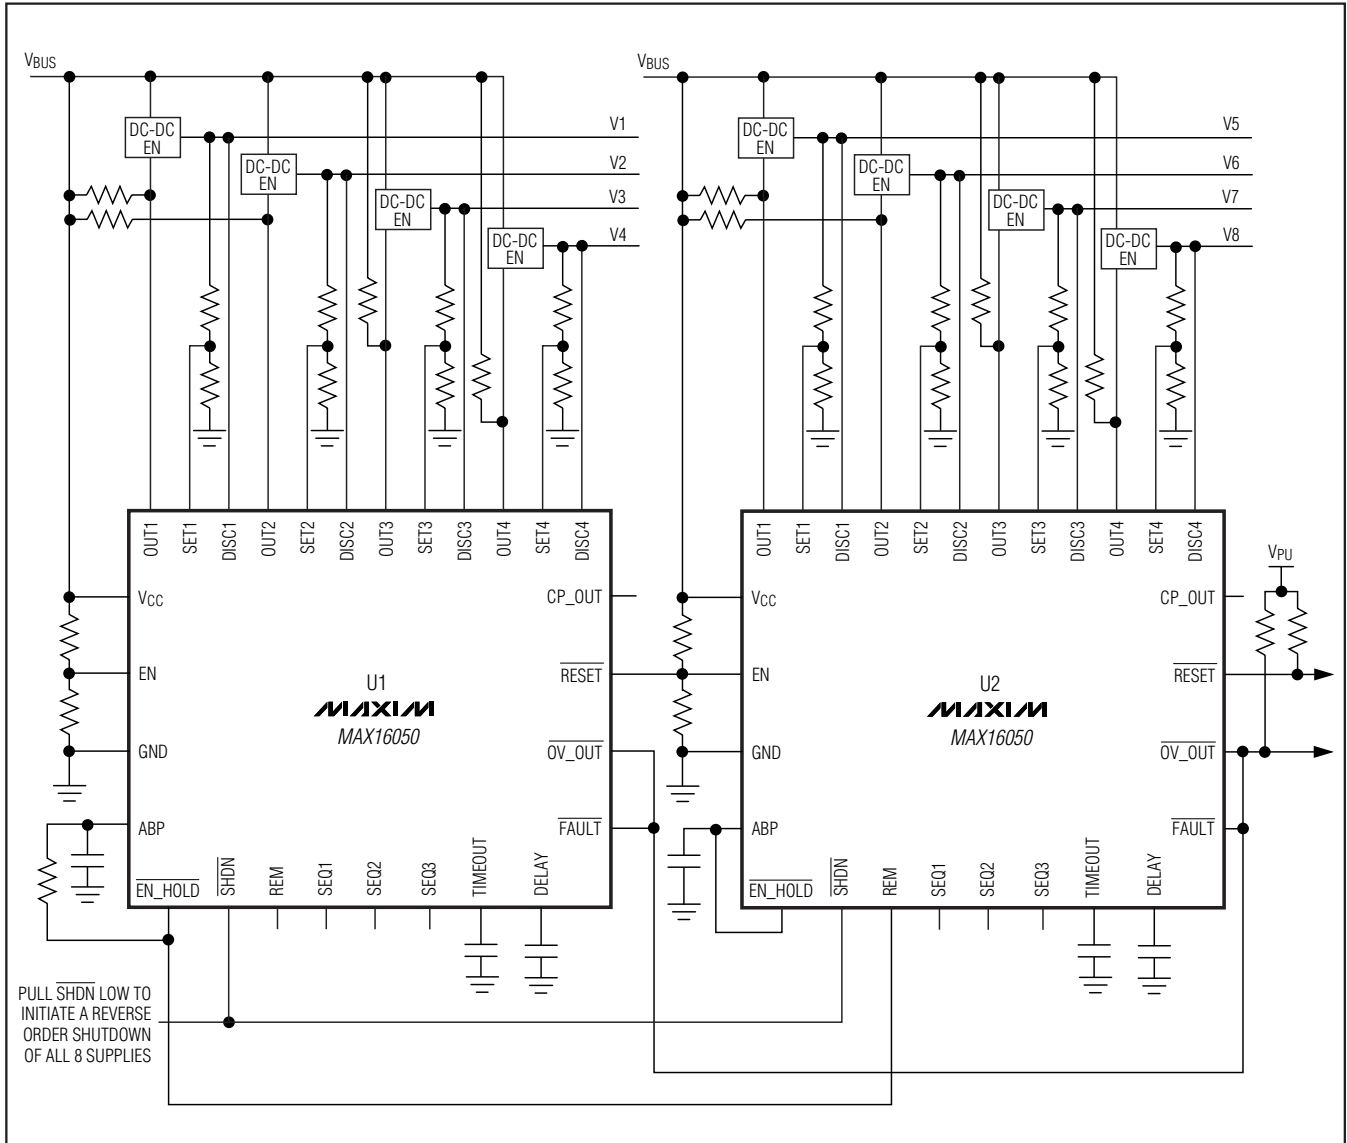 VBUS
VBUS
DC-DC
EN
V1
DC-DC
EN
V2
DC-DC
EN
V3
DC-DC
EN
V4
DC-DC
EN
V5
DC-DC
EN
V6
DC-DC
EN
V7
DC-DC
EN
V8
OUT1
SET1
DISC1
OUT2
SET2
DISC2
OUT3
SET3
DISC3
OUT4
SET4
DISC4
VCC
CP_OUT
EN
RESET
U1
MAXIM
MAX16050
GND
OV_OUT
ABP
FAULT
EN_HOLD
SHDN
REM
SEQ1
SEQ2
SEQ3
TIMEOUT
DELAY
OUT1
SET1
DISC1
OUT2
SET2
DISC2
OUT3
SET3
DISC3
OUT4
SET4
DISC4
VPU
VCC
CP_OUT
EN
RESET
U2
MAXIM
MAX16050
GND
OV_OUT
ABP
FAULT
EN_HOLD
SHDN
REM
SEQ1
SEQ2
SEQ3
TIMEOUT
DELAY
PULL SHDN LOW TO
INITIATE A REVERSE
ORDER SHUTDOWN
OF ALL 8 SUPPLIES